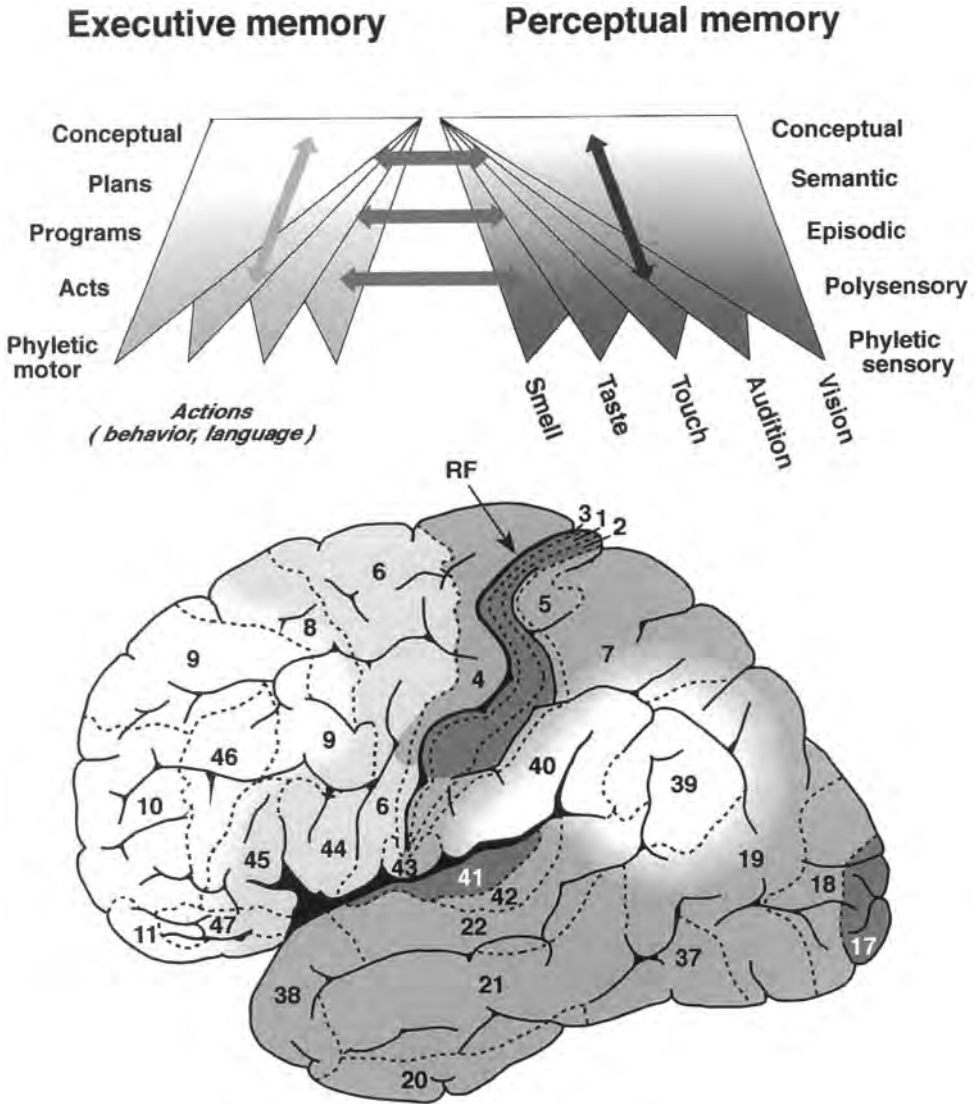 Executive memory
Perceptual memory
Conceptual
Plans
Programs
Acts
Phyletic
motor
Conceptual
Semantic
Episodic
Polysensory
Phyletic
sensory
Actions
( behavior, language )
Smell
Taste
Touch
Audition
Vision
RF
3 1 2
6
5
8
7
9
4
46
9
40
39
10
6
45
44
43
41
42
19
18
11
47
22
17
37
38
21
20